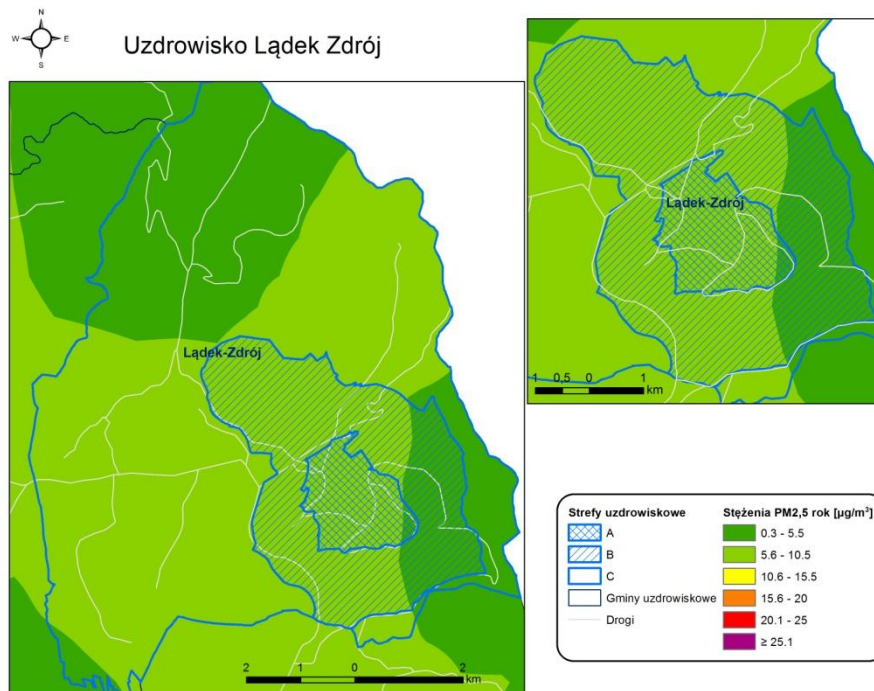 N
W E
S
Uzdrowisko Lądek Zdrój
Lądek-Zdrój
Lądek-Zdrój
1 0,5 0 1
km
2 1 0 2
km
Strefy uzdrowiskowe
A
B
C
Gminy uzdrowiskowe
Drogi
Stężenia PM2,5 rok [µg/m³]
0.3 - 5.5
5.6 - 10.5
10.6 - 15.5
15.6 - 20
20.1 - 25
≥ 25.1